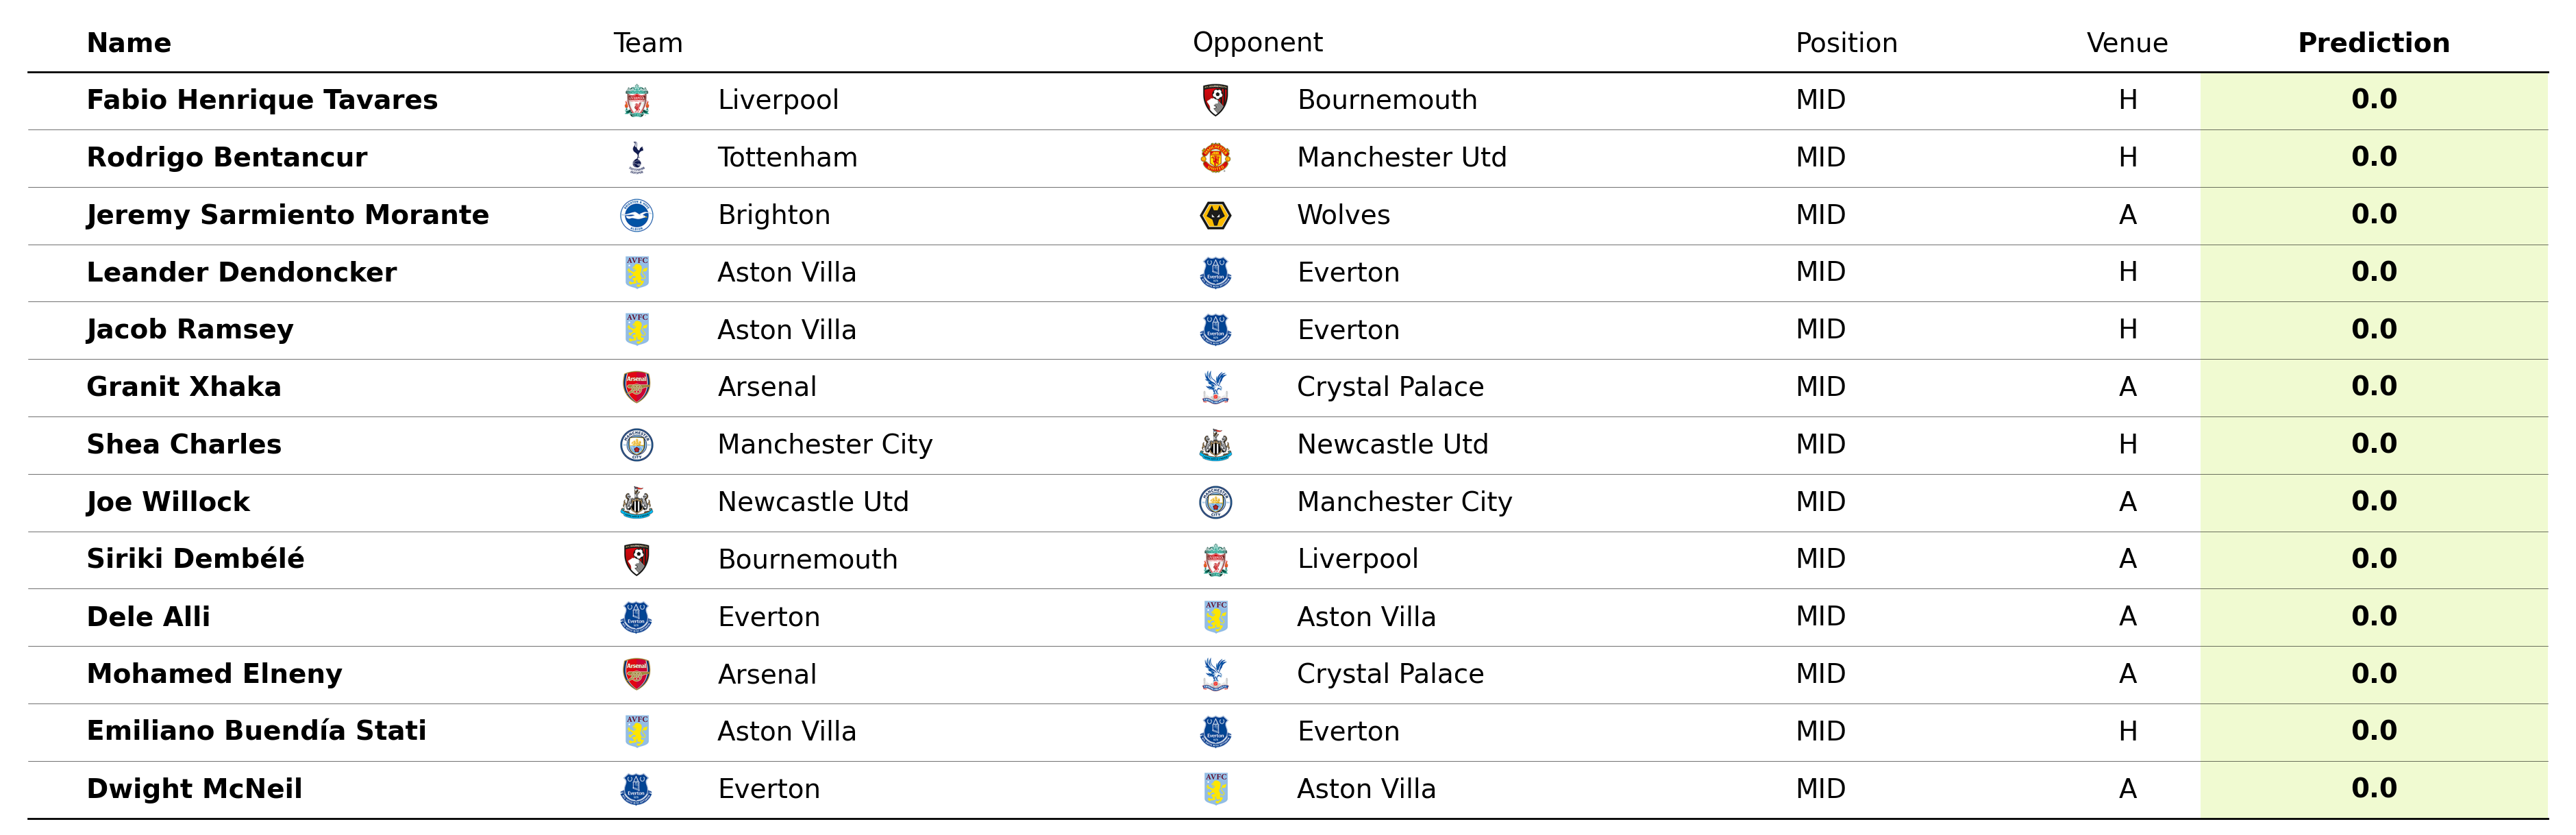 Name Team Opponent Position Venue Prediction
Fabio Henrique Tavares Liverpool Bournemouth MID H 0.0
Rodrigo Bentancur Tottenham Manchester Utd MID H 0.0
Jeremy Sarmiento Morante Brighton Wolves MID A 0.0
Leander Dendoncker Aston Villa Everton MID H 0.0
Jacob Ramsey Aston Villa Everton MID H 0.0
Granit Xhaka Arsenal Crystal Palace MID A 0.0
Shea Charles Manchester City Newcastle Utd MID H 0.0
Joe Willock Newcastle Utd Manchester City MID A 0.0
Siriki Dembélé Bournemouth Liverpool MID A 0.0
Dele Alli Everton Aston Villa MID A 0.0
Mohamed Elneny Arsenal Crystal Palace MID A 0.0
Emiliano Buendía Stati Aston Villa Everton MID H 0.0
Dwight McNeil Everton Aston Villa MID A 0.0